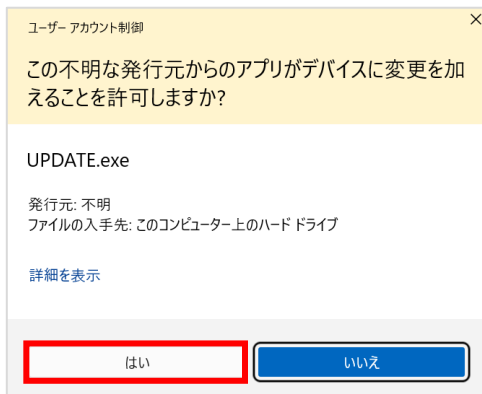 ユーザー アカウント制御
この不明な発行元からのアプリがデバイスに変更を加
えることを許可しますか?
UPDATE.exe
発行元: 不明
ファイルの入手先: このコンピューター上のハード ドライブ
詳細を表示
はい
いいえ